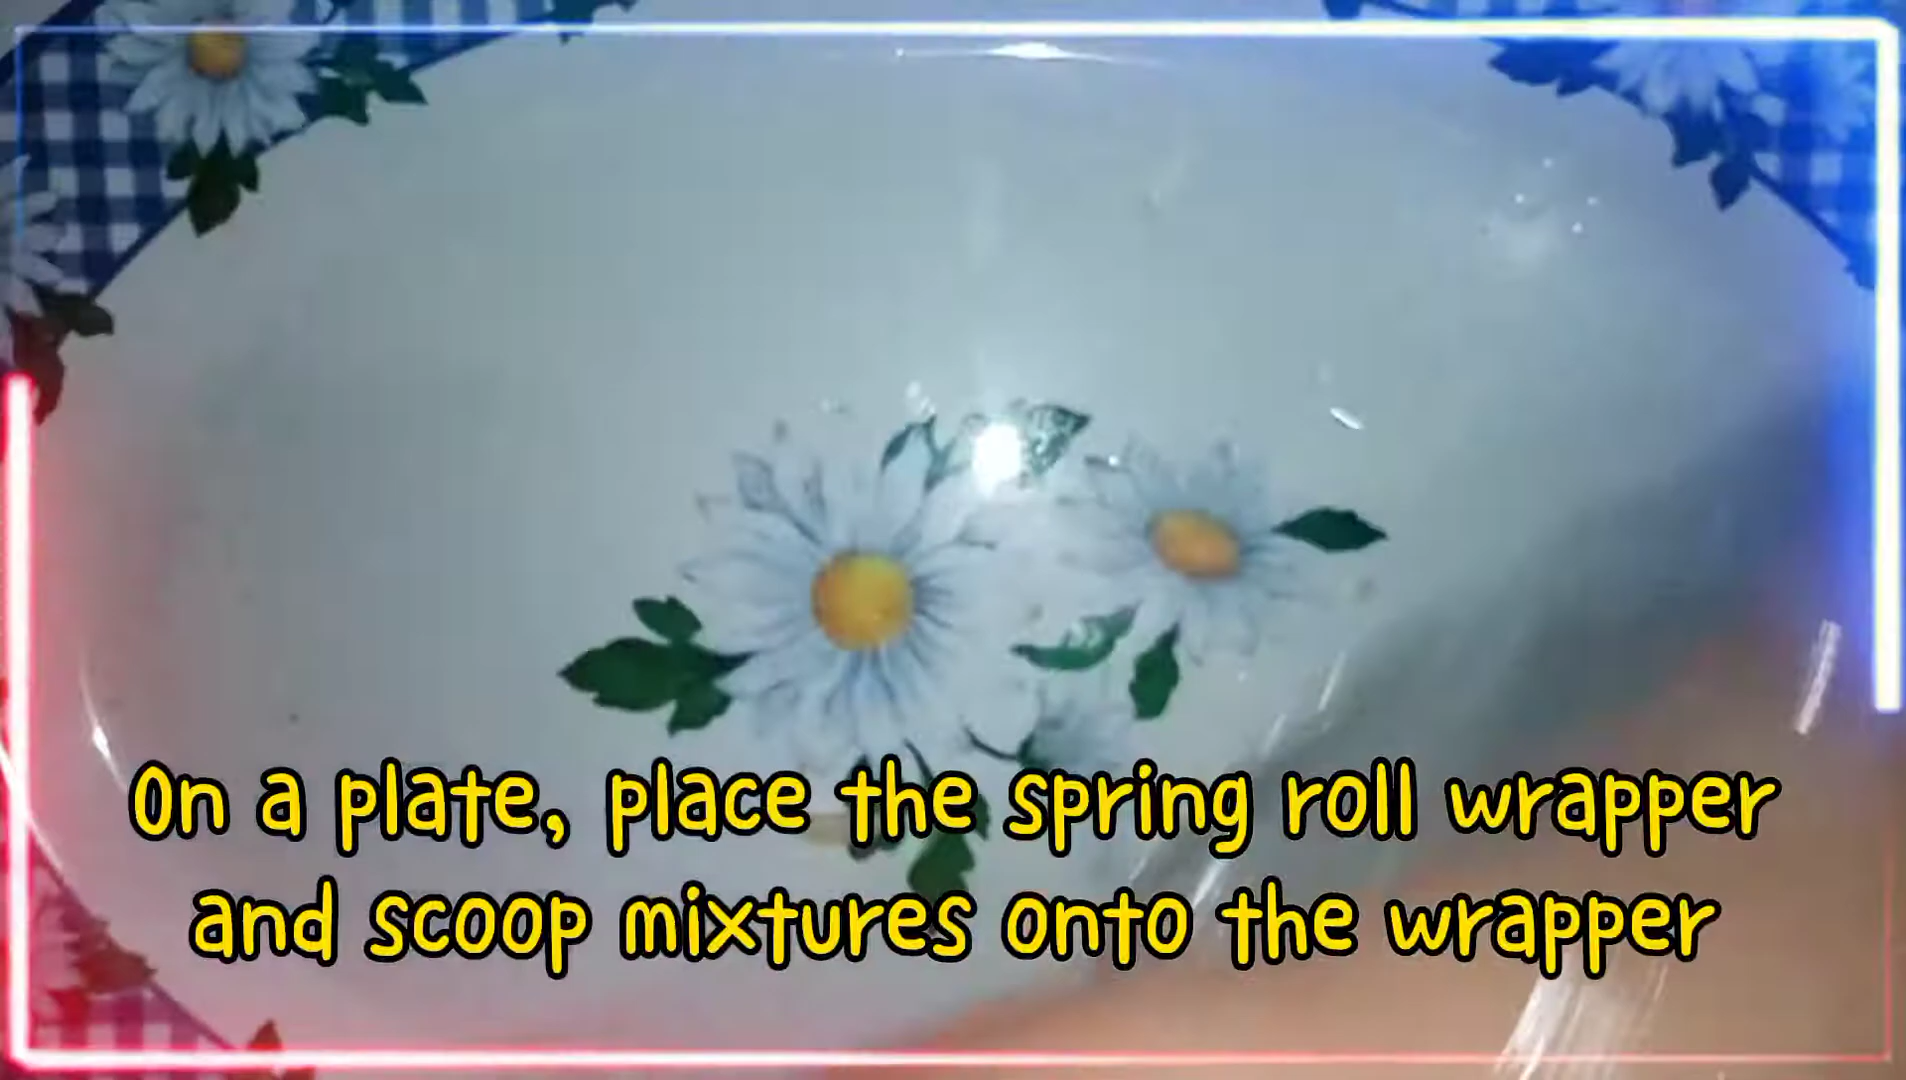 On a plate, place the spring roll wrapper
and scoop mixtures onto the wrapper